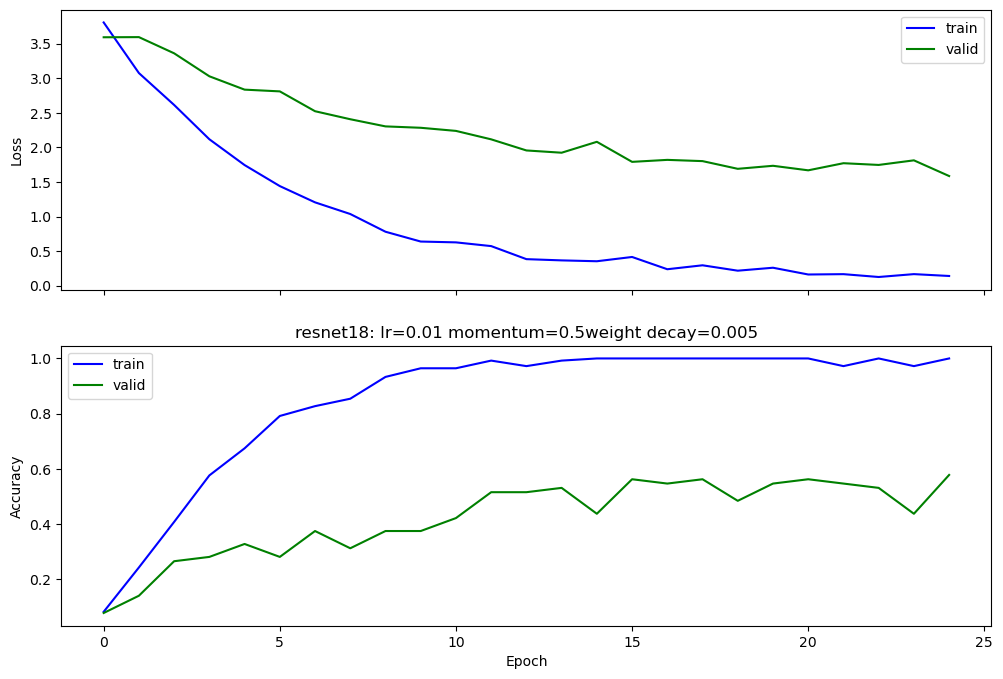 3.5
3.0
2.5
2.0
1.5
1.0
0.5
0.0
Loss
train
valid
resnet18: lr=0.01 momentum=0.5weight decay=0.005
1.0
0.8
0.6
0.4
0.2
Accuracy
train
valid
0 5 10 15 20 25
Epoch